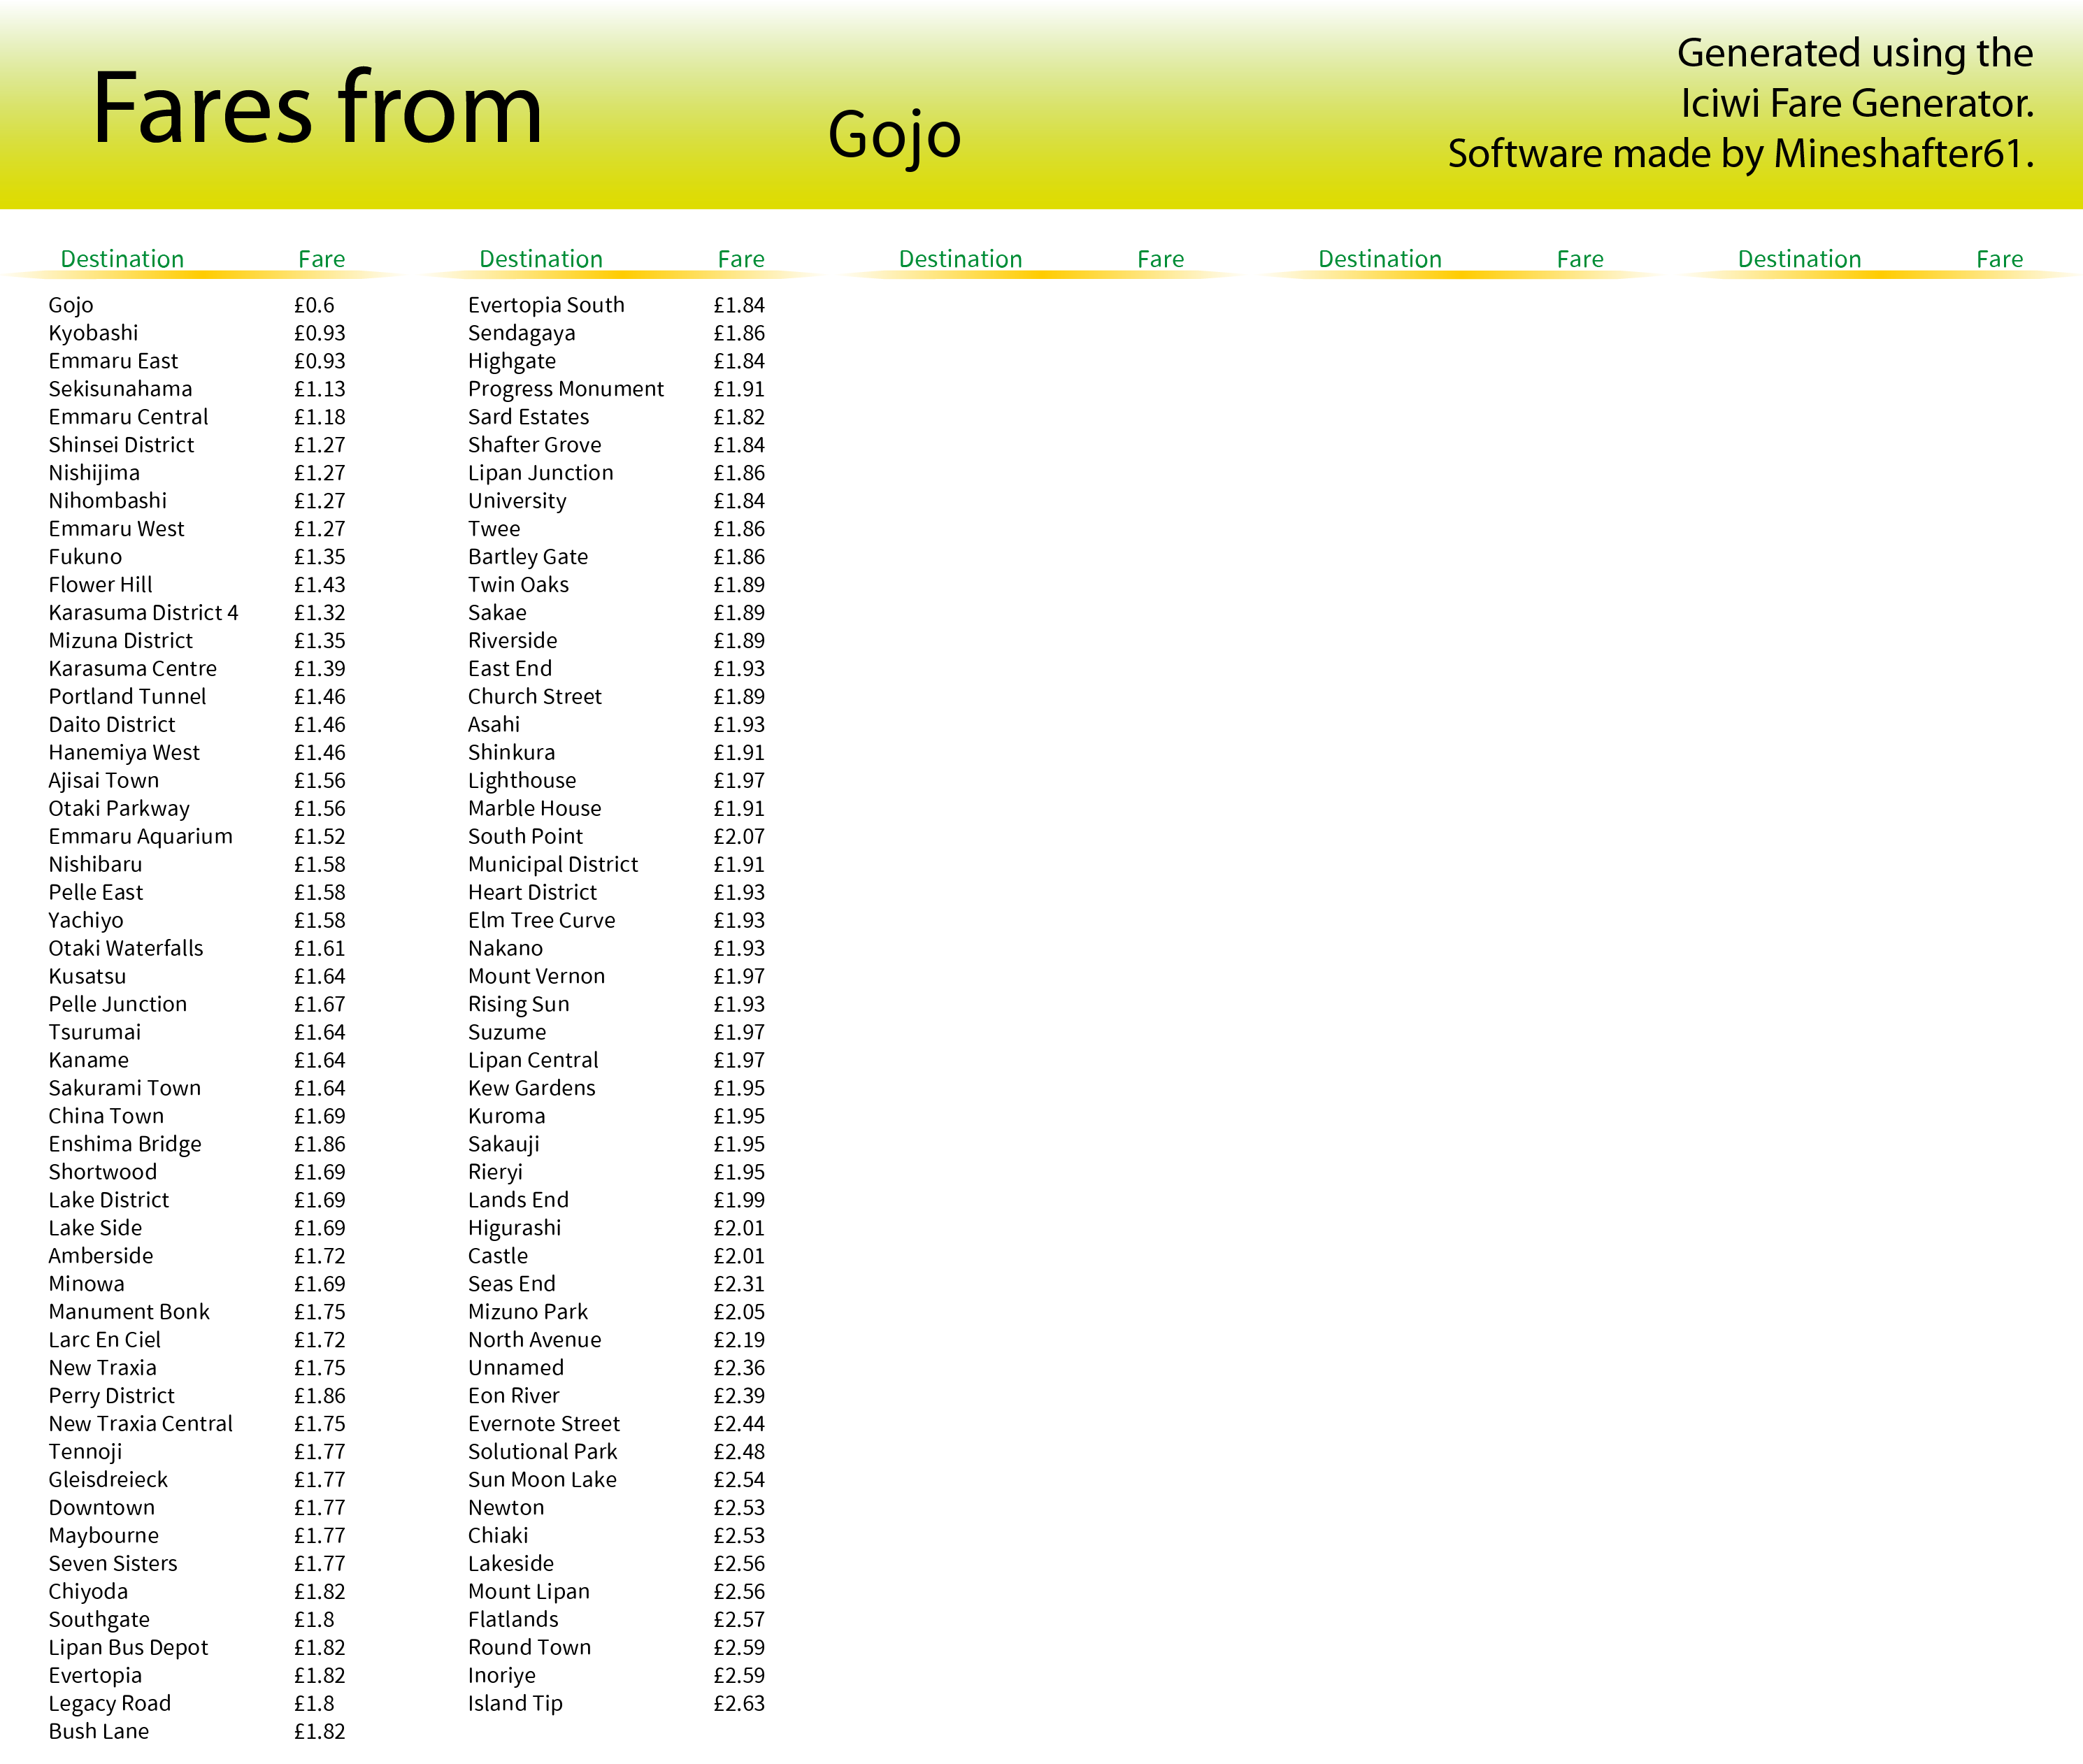 Fares from
Gojo
Generated using the
Iciwi Fare Generator.
Software made by Mineshafter61.
Destination Fare Destination Fare Destination Fare Destination Fare Destination Fare
Gojo £0.6
Kyobashi £0.93
Emmaru East £0.93
Sekisunahama £1.13
Emmaru Central £1.18
Shinsei District £1.27
Nishijima £1.27
Nihombashi £1.27
Emmaru West £1.27
Fukuno £1.35
Flower Hill £1.43
Karasuma District 4 £1.32
Mizuna District £1.35
Karasuma Centre £1.39
Portland Tunnel £1.46
Daito District £1.46
Hanemiya West £1.46
Ajisai Town £1.56
Otaki Parkway £1.56
Emmaru Aquarium £1.52
Nishibaru £1.58
Pelle East £1.58
Yachiyo £1.58
Otaki Waterfalls £1.61
Kusatsu £1.64
Pelle Junction £1.67
Tsurumai £1.64
Kaname £1.64
Sakurami Town £1.64
China Town £1.69
Enshima Bridge £1.86
Shortwood £1.69
Lake District £1.69
Lake Side £1.69
Amberside £1.72
Minowa £1.69
Manument Bonk £1.75
Larc En Ciel £1.72
New Traxia £1.75
Perry District £1.86
New Traxia Central £1.75
Tennoji £1.77
Gleisdreieck £1.77
Downtown £1.77
Maybourne £1.77
Seven Sisters £1.77
Chiyoda £1.82
Southgate £1.8
Lipan Bus Depot £1.82
Evertopia £1.82
Legacy Road £1.8
Bush Lane £1.82
Evertopia South £1.84
Sendagaya £1.86
Highgate £1.84
Progress Monument £1.91
Sard Estates £1.82
Shafter Grove £1.84
Lipan Junction £1.86
University £1.84
Twee £1.86
Bartley Gate £1.86
Twin Oaks £1.89
Sakae £1.89
Riverside £1.89
East End £1.93
Church Street £1.89
Asahi £1.93
Shinkura £1.91
Lighthouse £1.97
Marble House £1.91
South Point £2.07
Municipal District £1.91
Heart District £1.93
Elm Tree Curve £1.93
Nakano £1.93
Mount Vernon £1.97
Rising Sun £1.93
Suzume £1.97
Lipan Central £1.97
Kew Gardens £1.95
Kuroma £1.95
Sakauji £1.95
Rieryi £1.95
Lands End £1.99
Higurashi £2.01
Castle £2.01
Seas End £2.31
Mizuno Park £2.05
North Avenue £2.19
Unnamed £2.36
Eon River £2.39
Evernote Street £2.44
Solutional Park £2.48
Sun Moon Lake £2.54
Newton £2.53
Chiaki £2.53
Lakeside £2.56
Mount Lipan £2.56
Flatlands £2.57
Round Town £2.59
Inoriye £2.59
Island Tip £2.63